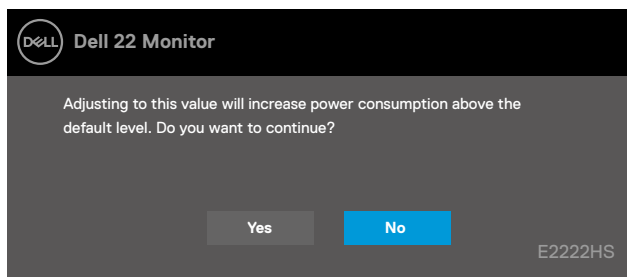 DELL Dell 22 Monitor
Adjusting to this value will increase power consumption above the
default level. Do you want to continue?
Yes No
E2222HS